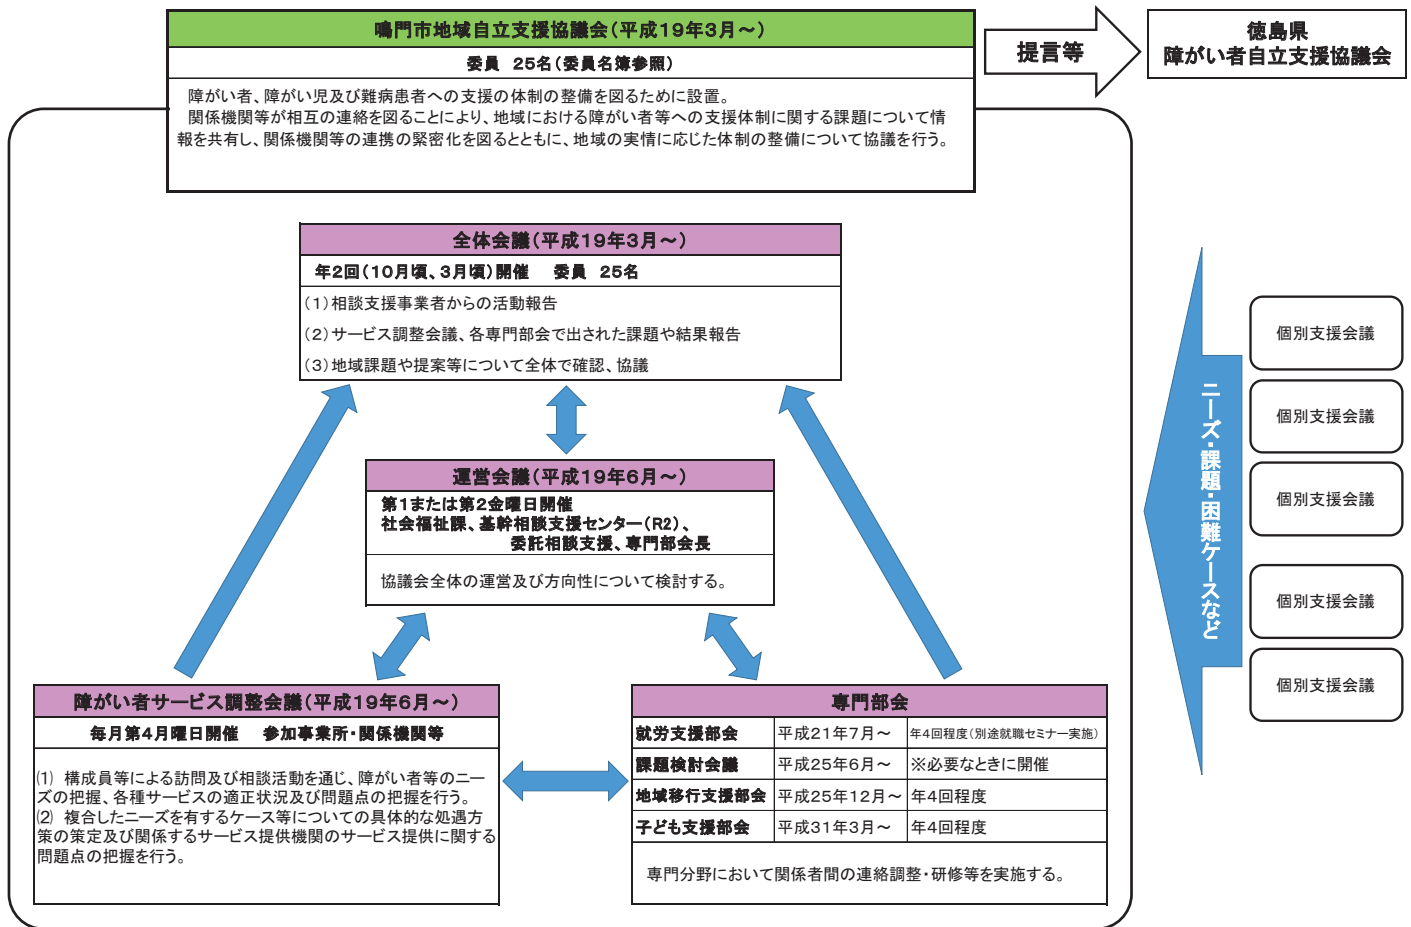 鳴門市地域自立支援協議会(平成19年3月～)
委員　25名(委員名簿参照)
障がい者、障がい児及び難病患者への支援の体制の整備を図るために設置。
関係機関等が相互の連絡を図ることにより、地域における障がい者等への支援体制に関する課題について情
報を共有し、関係機関等の連携の緊密化を図るとともに、地域の実情に応じた体制の整備について協議を行う。
提言等
徳島県
障がい者自立支援協議会
全体会議(平成19年3月～)
年2回(10月頃、3月頃)開催　委員　25名
(1)相談支援事業者からの活動報告
(2)サービス調整会議、各専門部会で出された課題や結果報告
(3)地域課題や提案等について全体で確認、協議
運営会議(平成19年6月～)
第1または第2金曜日開催
社会福祉課、基幹相談支援センター(R2)、
委託相談支援、専門部会長
協議会全体の運営及び方向性について検討する。
障がい者サービス調整会議(平成19年6月～)
毎月第4月曜日開催　参加事業所・関係機関等
(1) 構成員等による訪問及び相談活動を通じ、障がい者等のニー
ズの把握、各種サービスの適正状況及び問題点の把握を行う。
(2) 複合したニーズを有するケース等についての具体的な処遇方
策の策定及び関係するサービス提供機関のサービス提供に関する
問題点の把握を行う。
専門部会
就労支援部会　平成21年7月～　年4回程度(別途就職セミナー実施)
課題検討会議　平成25年6月～　※必要なときに開催
地域移行支援部会　平成25年12月～　年4回程度
子ども支援部会　平成31年3月～　年4回程度
専門分野において関係者間の連絡調整・研修等を実施する。
ニーズ・課題・困難ケースなど
個別支援会議
個別支援会議
個別支援会議
個別支援会議
個別支援会議